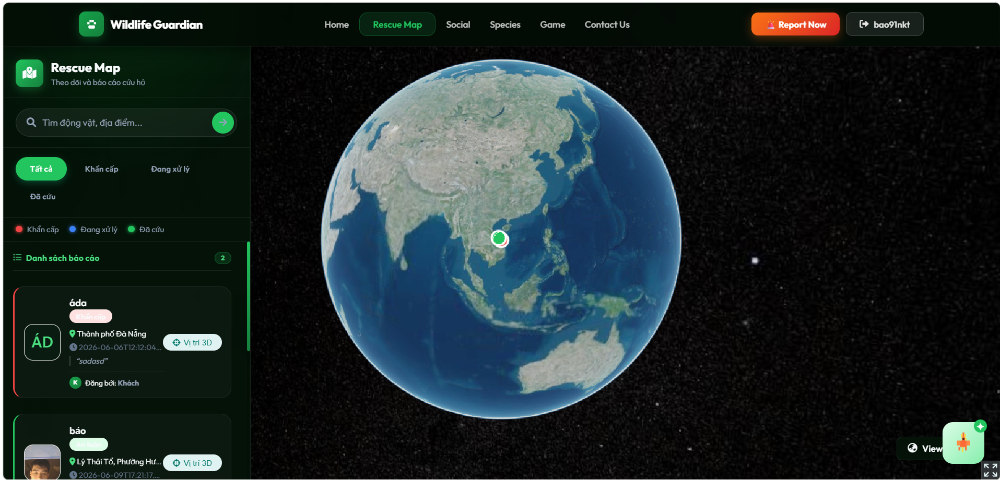 Wildlife Guardian
Home
Rescue Map
Social
Species
Game
Contact Us
Report Now
bao91nkt
Rescue Map
Theo dõi và báo cáo cứu hộ
Tìm động vật, địa điểm...
Tất cả
Khẩn cấp
Đang xử lý
Đã cứu
Khẩn cấp
Đang xử lý
Đã cứu
Danh sách báo cáo
2
áda
Khẩn cấp
ÁD
Thành phố Đà Nẵng
2026-06-06T12:12:04...
Vị trí 3D
“sadasd”
K
Đăng bởi: Khách
bảo
An toàn
Lý Thái Tổ, Phường Hư...
2026-06-09T17:21:17....
Vị trí 3D
View